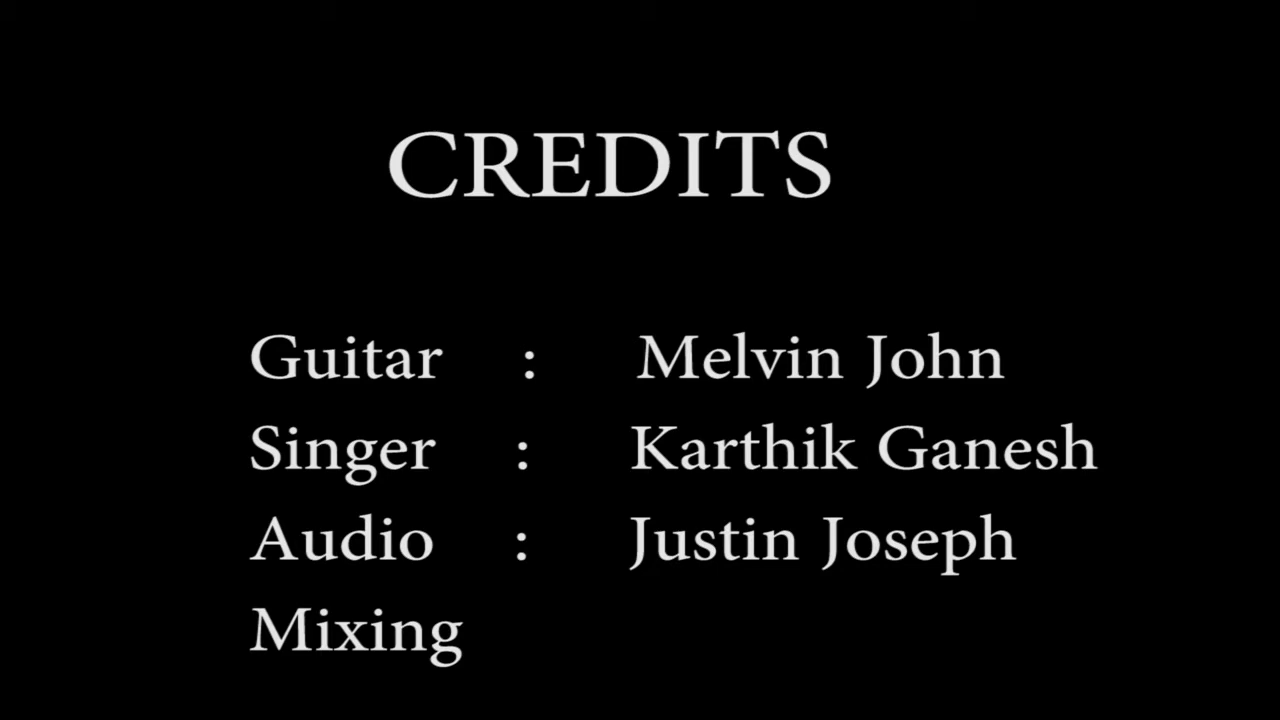 CREDITS
Guitar : Melvin John
Singer : Karthik Ganesh
Audio : Justin Joseph
Mixing